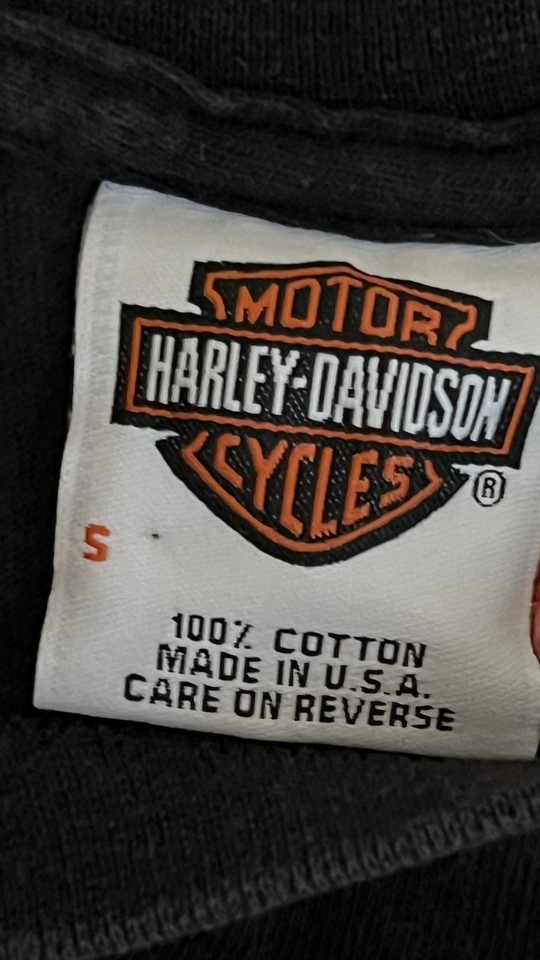 MOTOR
HARLEY-DAVIDSON
CYCLES
®
S
100% COTTON
MADE IN U.S.A.
CARE ON REVERSE